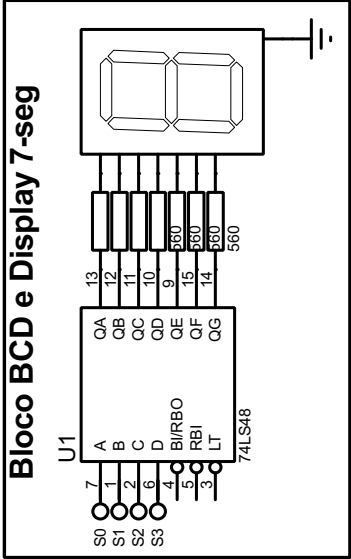 Bloco BCD e Display 7-seg
U1
S0 7 A QA 13
S1 1 B QB 12
S2 2 C QC 11
S3 6 D QD 10
4 BI/RBO QE 9 560
5 RBI QF 15 560
3 LT QG 14 560
74LS48 560